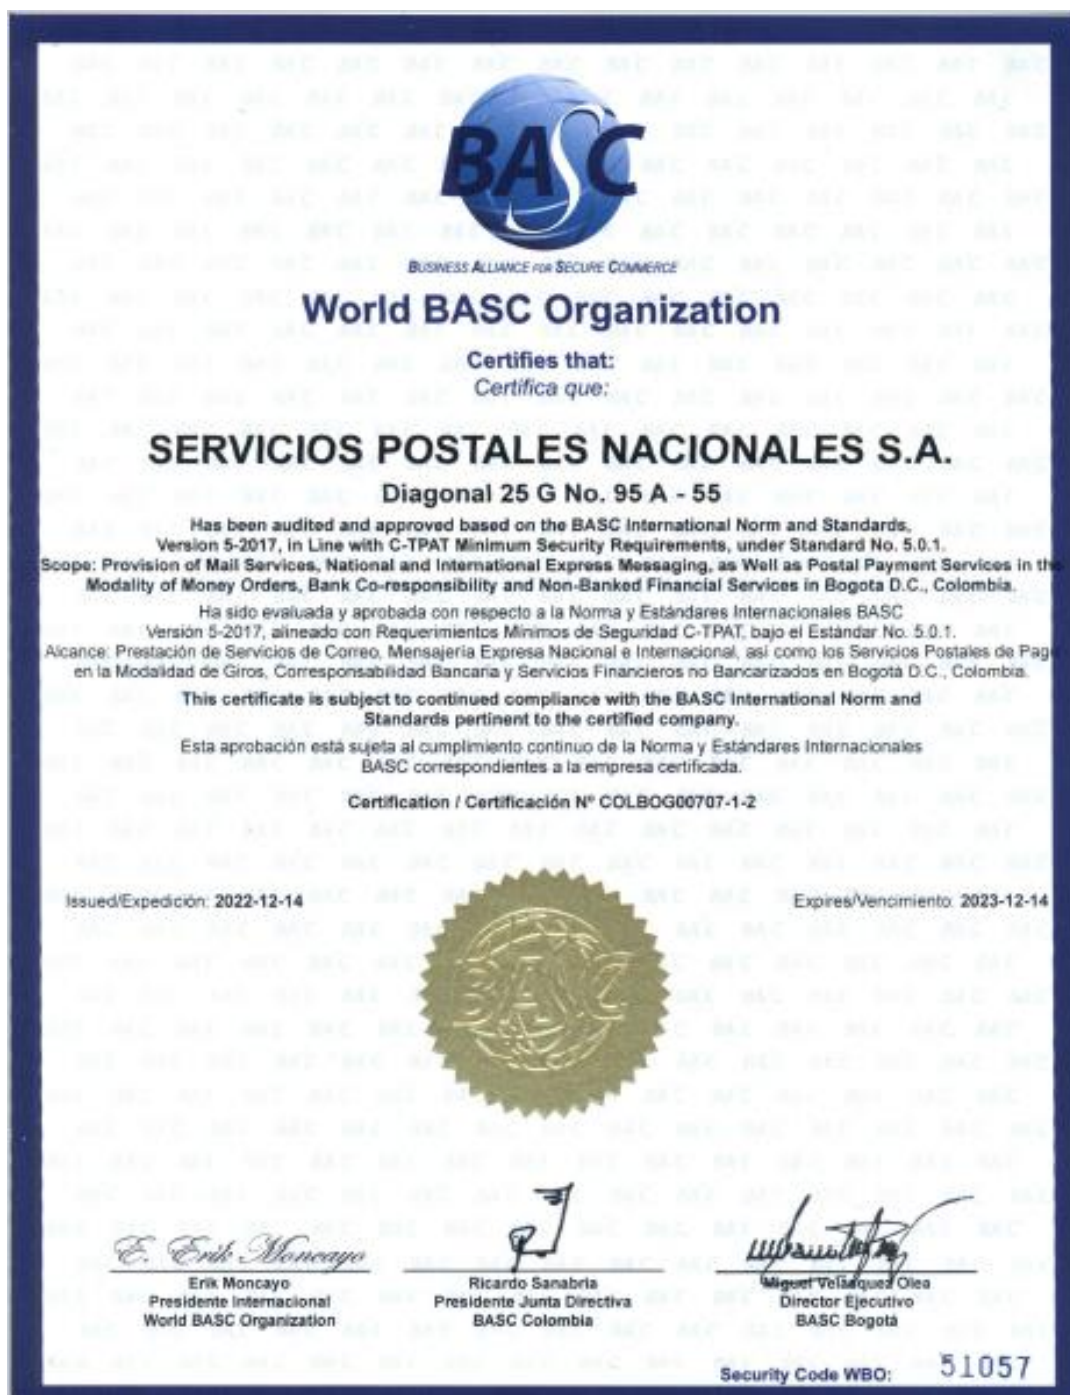 BASC
BUSINESS ALLIANCE FOR SECURE COMMERCE
World BASC Organization
Certifies that:
Certifica que:
SERVICIOS POSTALES NACIONALES S.A.
Diagonal 25 G No. 95 A - 55
Has been audited and approved based on the BASC International Norm and Standards,
Version 5-2017, in Line with C-TPAT Minimum Security Requirements, under Standard No. 5.0.1.
Scope: Provision of Mail Services, National and International Express Messaging, as Well as Postal Payment Services in the
Modality of Money Orders, Bank Co-responsibility and Non-Banked Financial Services in Bogota D.C., Colombia.
Ha sido evaluada y aprobada con respecto a la Norma y Estándares Internacionales BASC
Versión 5-2017, alineado con Requerimientos Mínimos de Seguridad C-TPAT, bajo el Estándar No. 5.0.1.
Alcance: Prestación de Servicios de Correo, Mensajería Expresa Nacional e Internacional, así como los Servicios Postales de Pago
en la Modalidad de Giros, Corresponsabilidad Bancaria y Servicios Financieros no Bancarizados en Bogotá D.C., Colombia.
This certificate is subject to continued compliance with the BASC International Norm and
Standards pertinent to the certified company.
Esta aprobación está sujeta al cumplimiento continuo de la Norma y Estándares Internacionales
BASC correspondientes a la empresa certificada.
Certification / Certificación Nº COLBOG00707-1-2
Issued/Expedición: 2022-12-14
Expires/Vencimiento: 2023-12-14
BASC
E. Erik Moncayo
Erik Moncayo
Presidente Internacional
World BASC Organization
Ricardo Sanabria
Presidente Junta Directiva
BASC Colombia
Miguel Velásquez Olea
Director Ejecutivo
BASC Bogotá
Security Code WBO: 51057